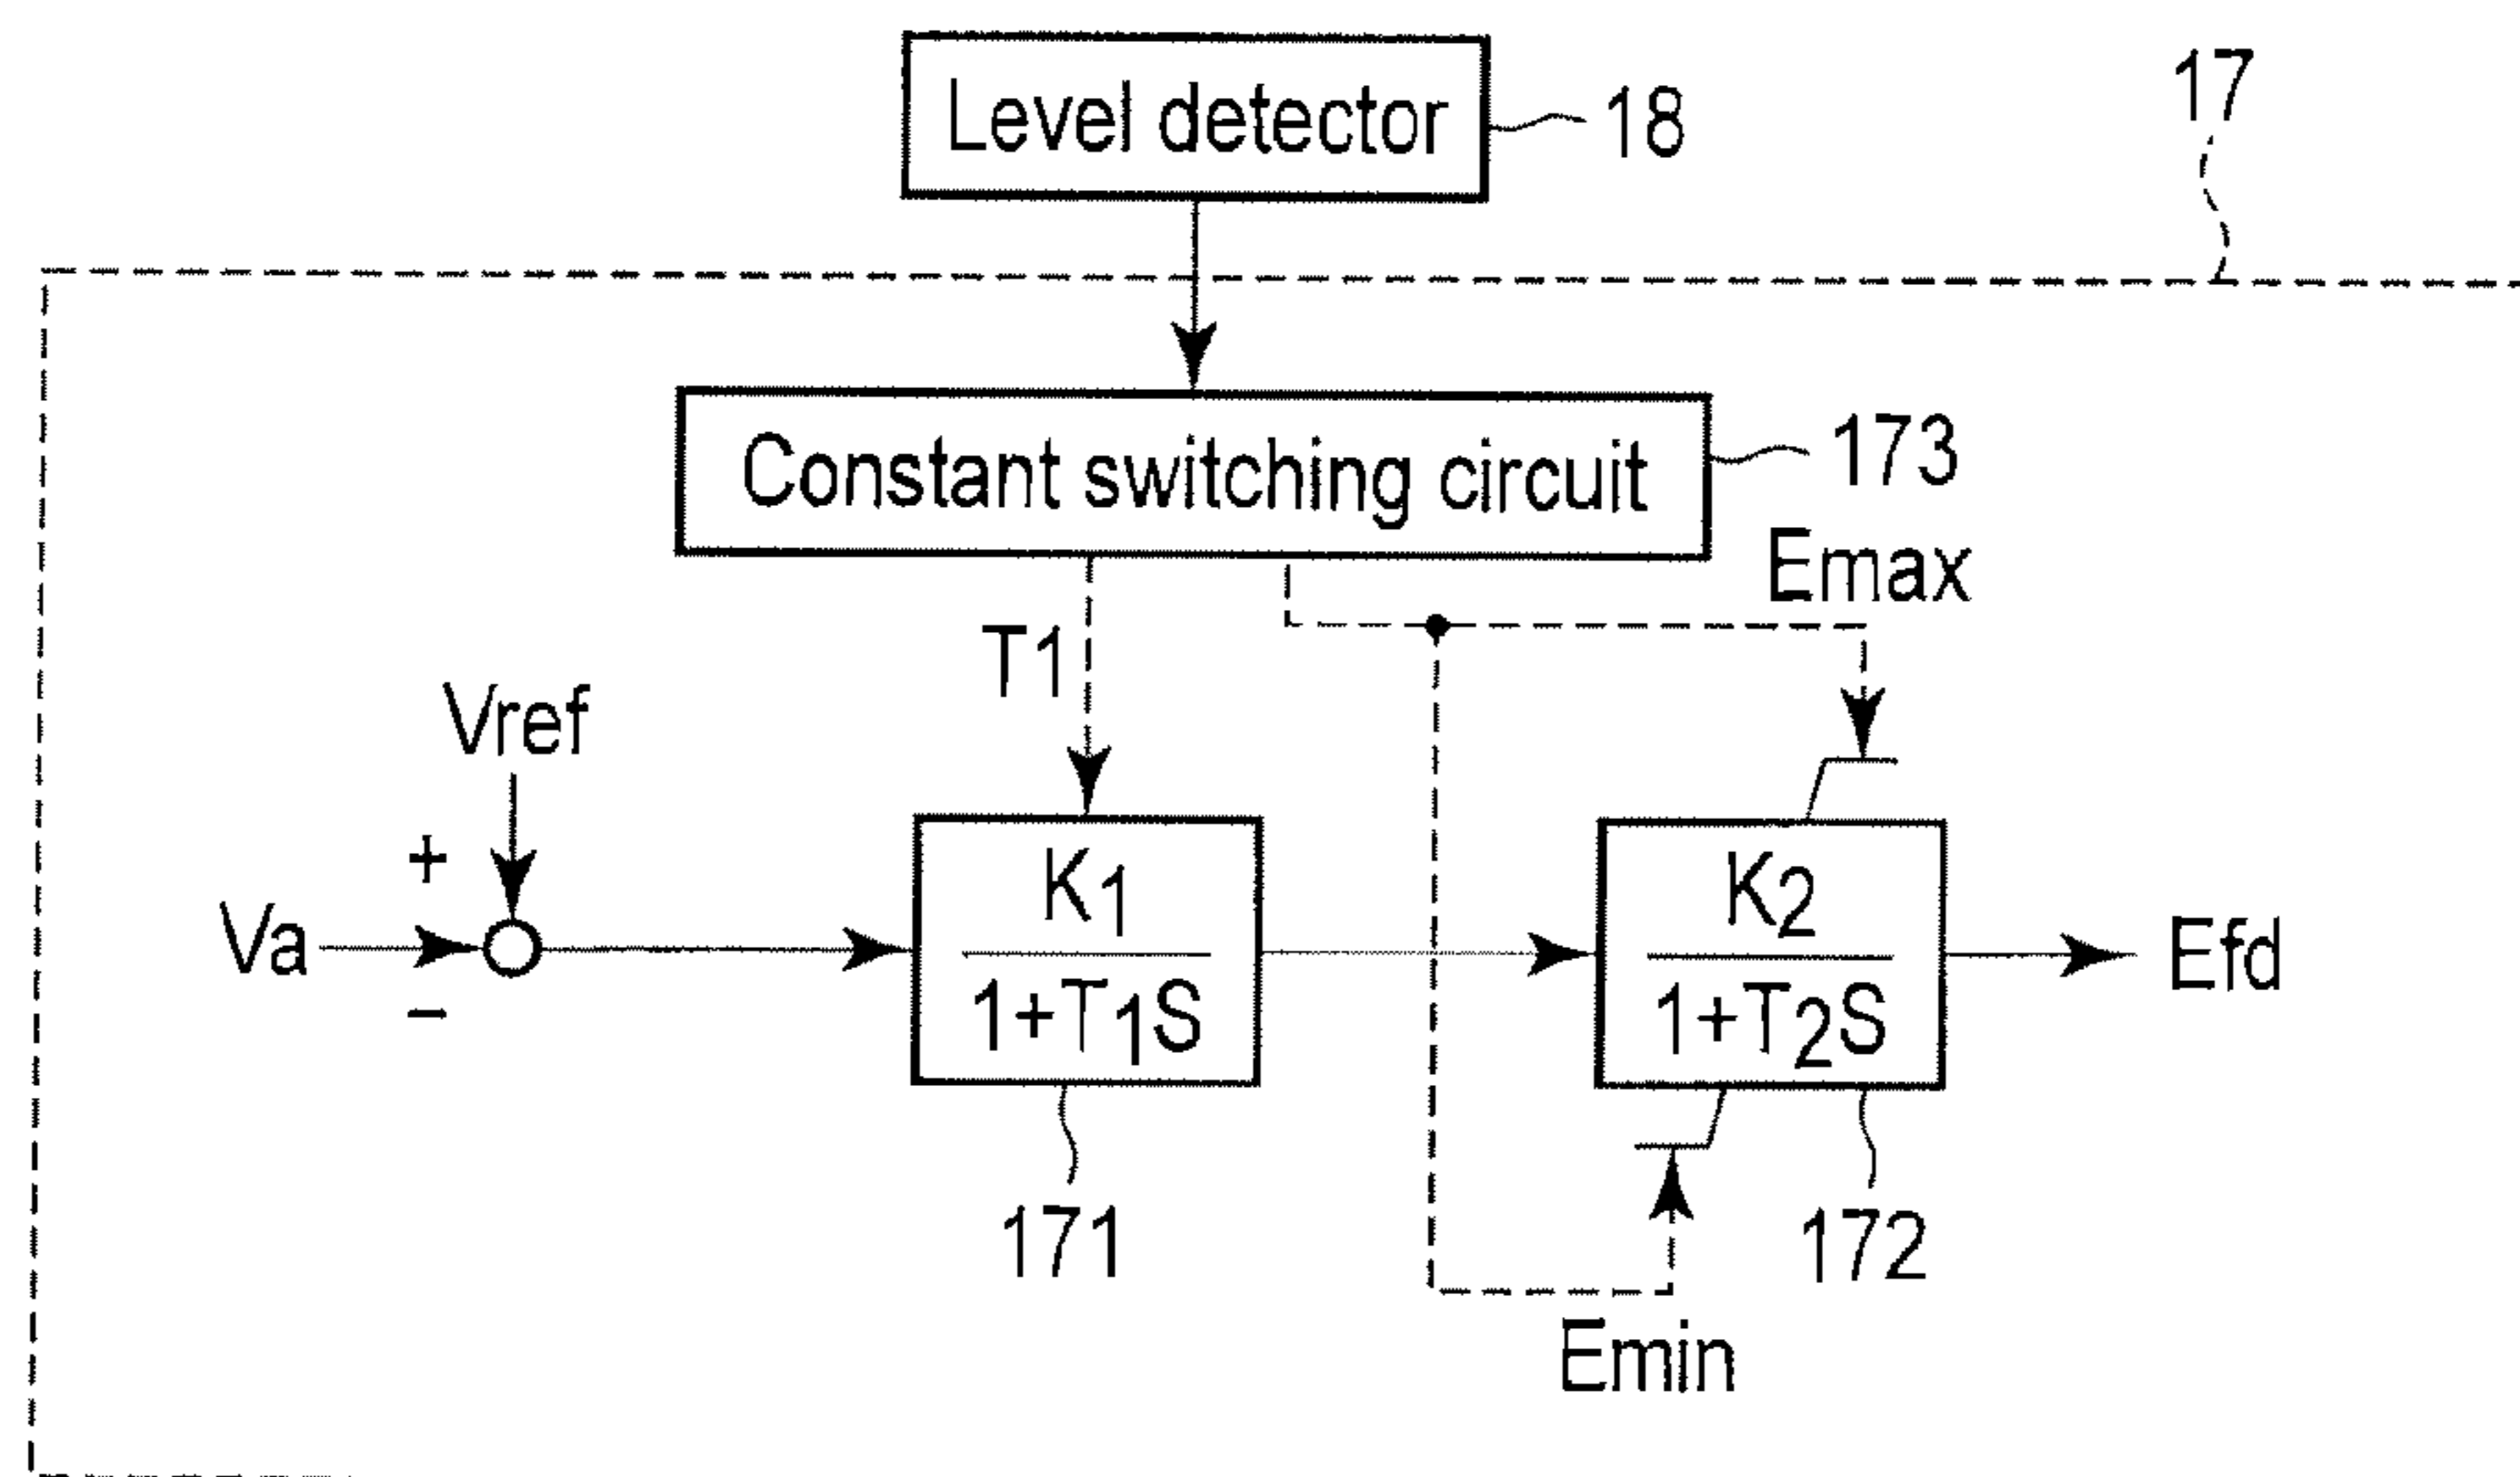 Level detector
18
17
Constant switching circuit
173
Emax
T1
Vref
+
Va
−
K1
1+T1S
K2
1+T2S
Efd
171
172
Emin